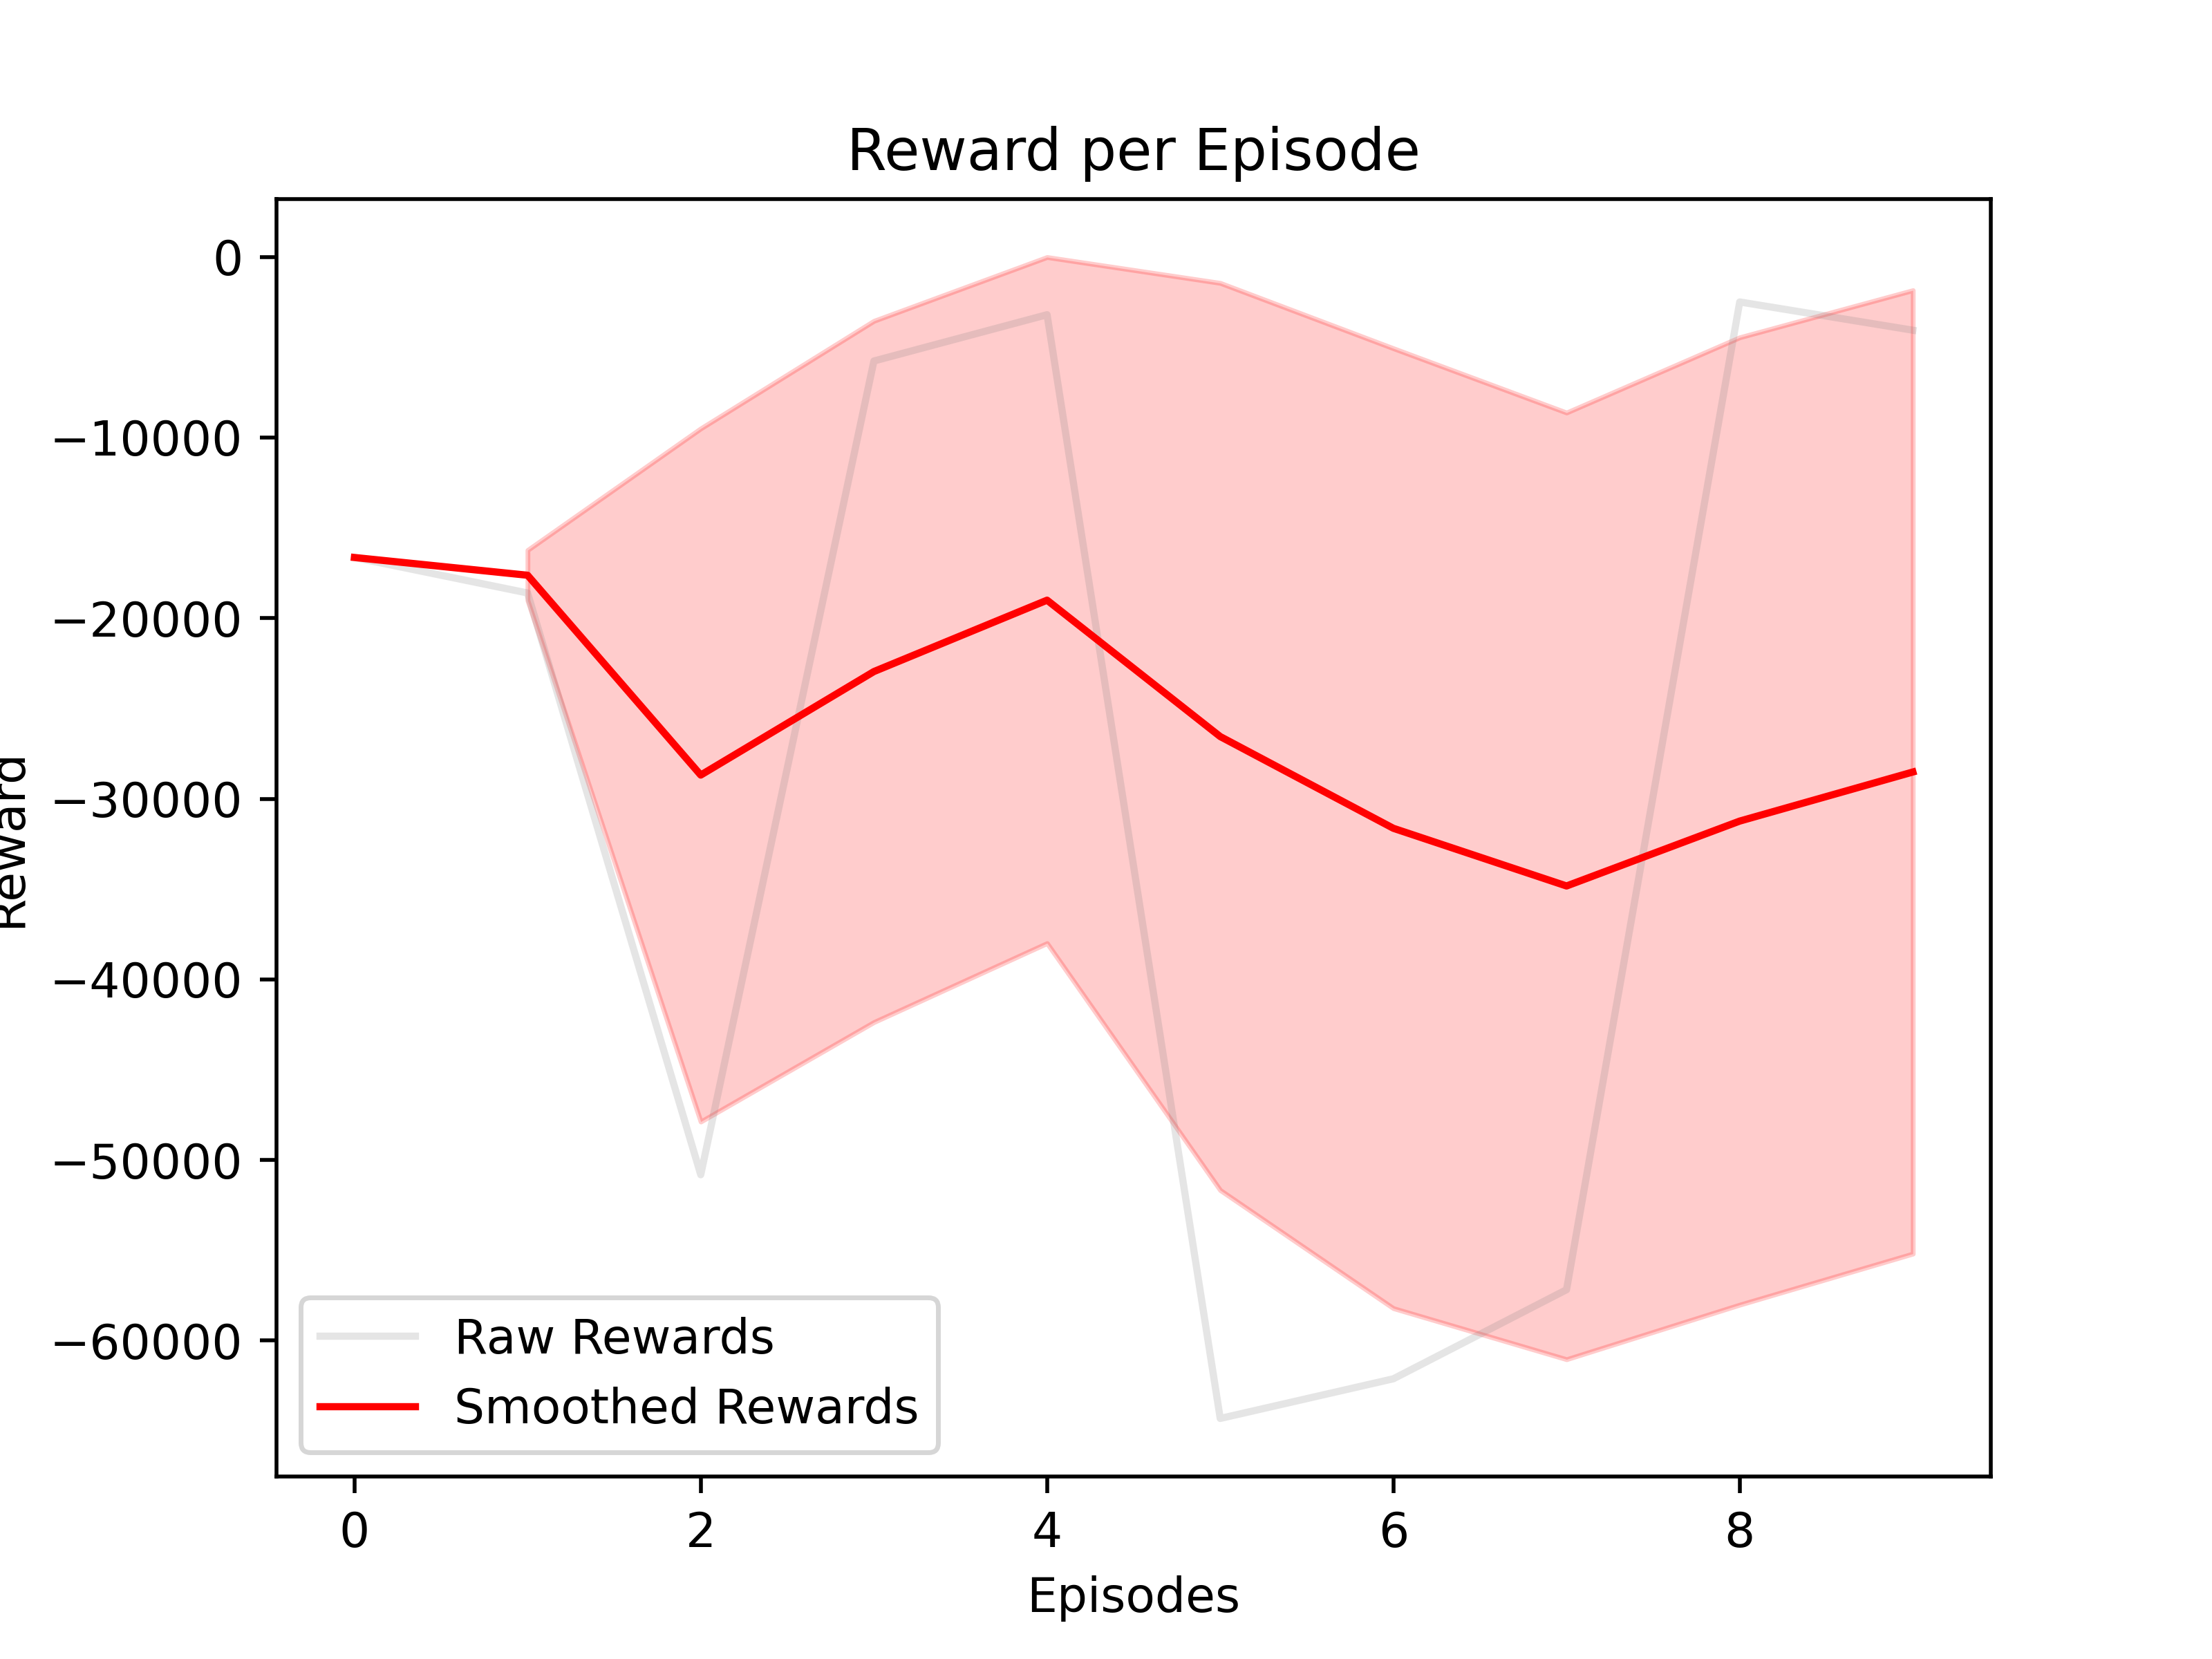 Reward per Episode
0
−10000
−20000
−30000
−40000
−50000
−60000
Reward
Raw Rewards
Smoothed Rewards
0 2 4 6 8
Episodes